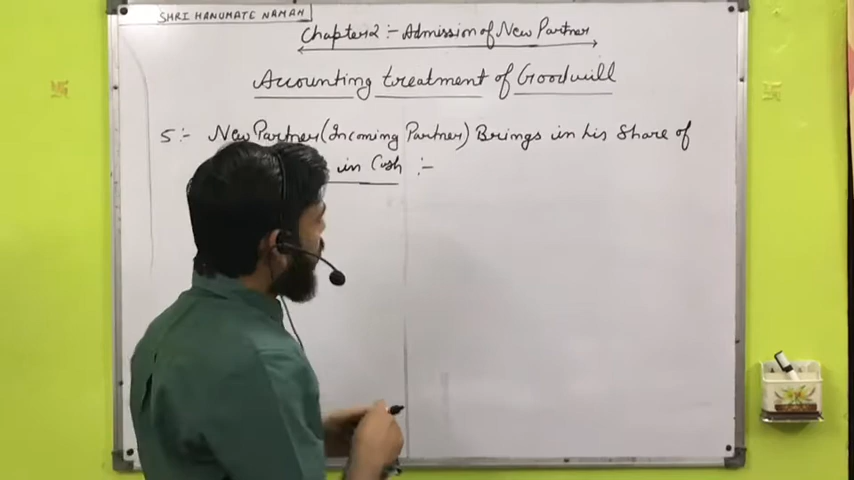 SHRI HANUMATE NAMAH
Chapter 2 :- Admission of New Partner
Accounting treatment of Goodwill
5 :- New Partner (Incoming Partner) Brings in his Share of
in Cash :-